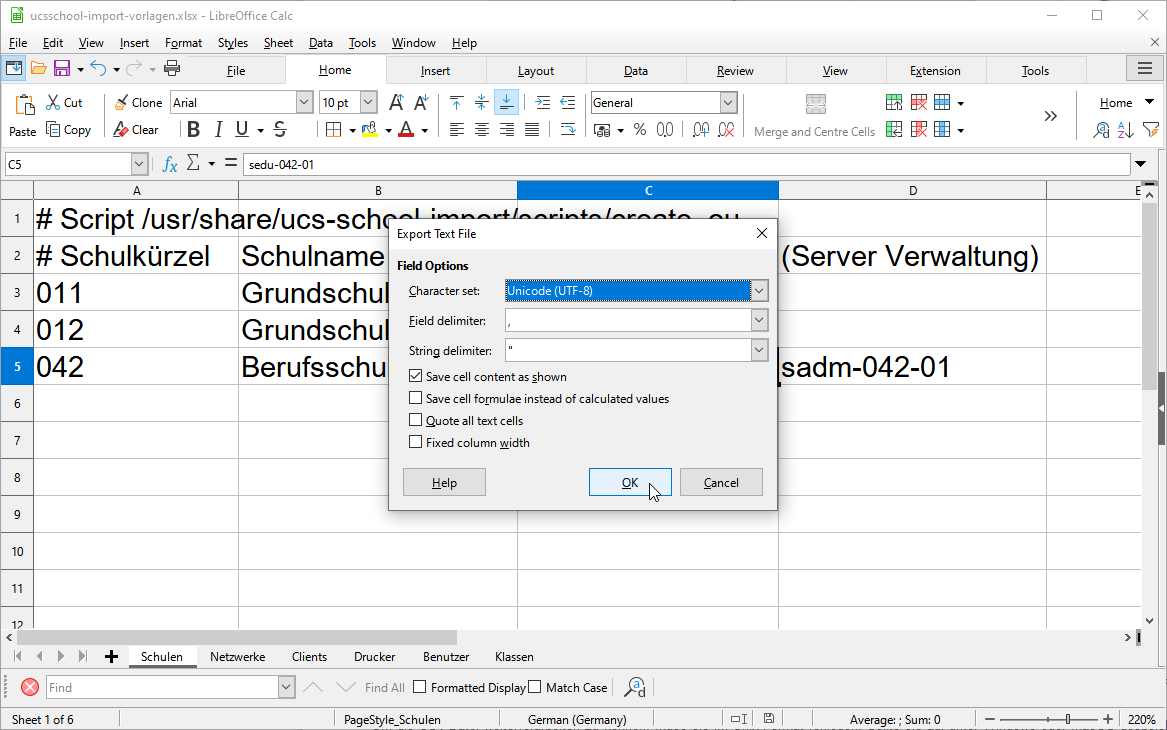 ucsschool-import-vorlagen.xlsx - LibreOffice Calc
File Edit View Insert Format Styles Sheet Data Tools Window Help
File Home Insert Layout Data Review View Extension Tools
Cut Clone Arial 10 pt General Home
Paste Copy Clear B I U S % 0,0 Merge and Centre Cells
C5 fx Σ = sedu-042-01
A B C D E
1 # Script /usr/share/ucs-school-import/scripts/create_ou
2 # Schulkürzel Schulname (Server Verwaltung)
3 011 Grundschul
4 012 Grundschul
5 042 Berufsschu sadm-042-01
6
7
8
9
10
11
12
Export Text File
Field Options
Character set: Unicode (UTF-8)
Field delimiter: ,
String delimiter: "
Save cell content as shown
Save cell formulae instead of calculated values
Quote all text cells
Fixed column width
Help OK Cancel
Schulen Netzwerke Clients Drucker Benutzer Klassen
Find Find All Formatted Display Match Case
Sheet 1 of 6 PageStyle_Schulen German (Germany) Average: ; Sum: 0 220%